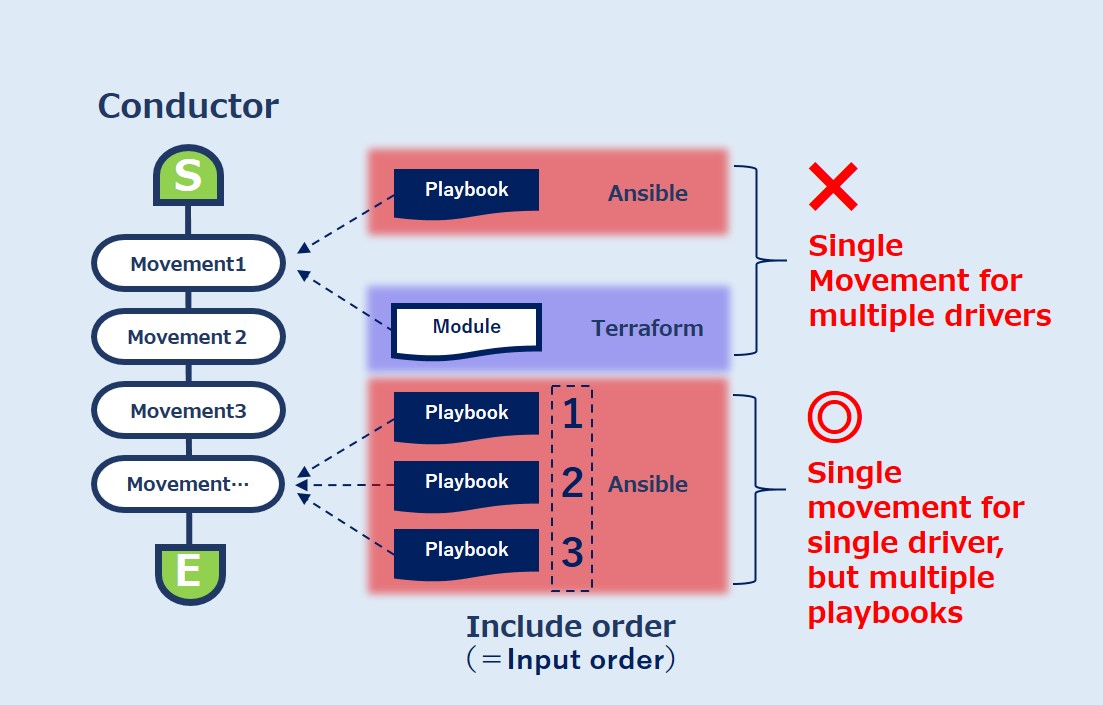 Conductor
S
Movement1
Movement 2
Movement3
Movement…
E
Playbook
Ansible
Module
Terraform
Playbook
1
Playbook
2
Ansible
Playbook
3
Include order
(＝Input order)
×
Single
Movement for
multiple drivers
◎
Single
movement for
single driver,
but multiple
playbooks